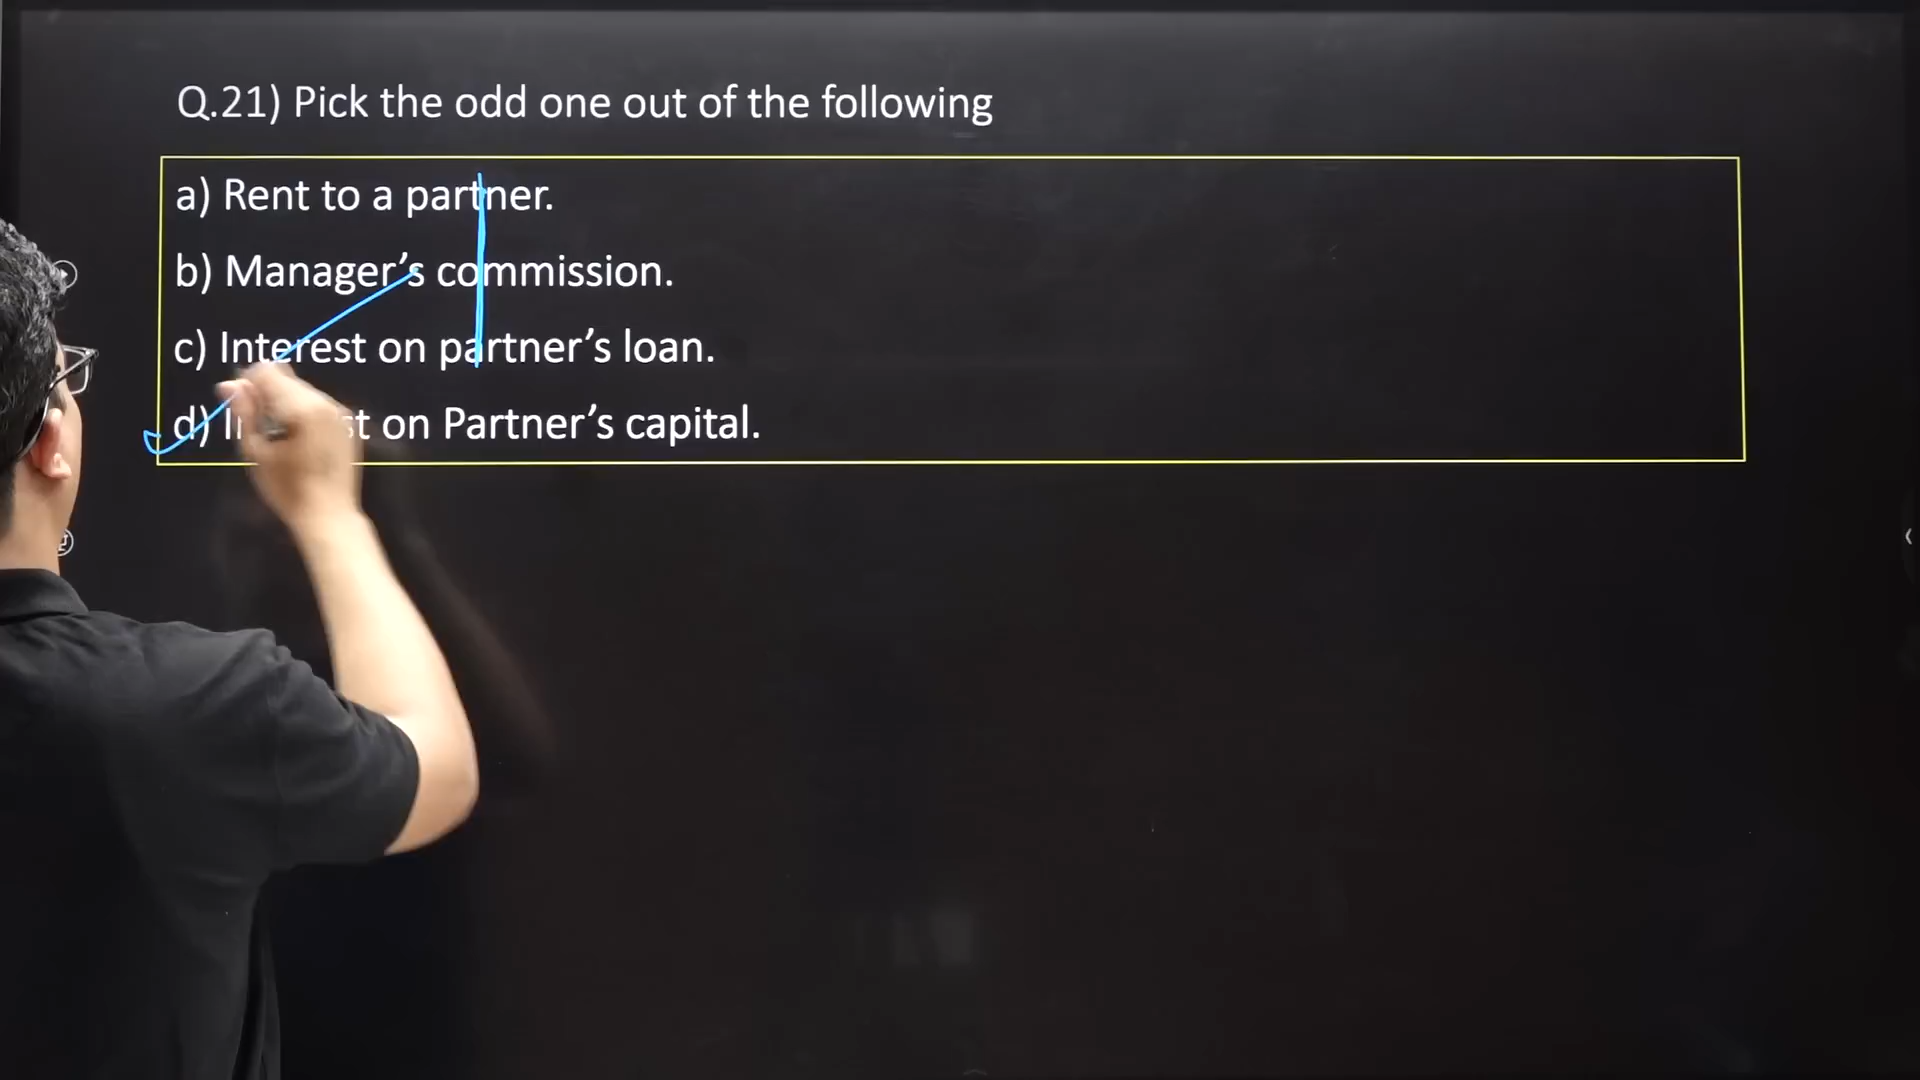 Q.21) Pick the odd one out of the following
a) Rent to a partner.
b) Manager’s commission.
c) Interest on partner’s loan.
d) on Partner’s capital.